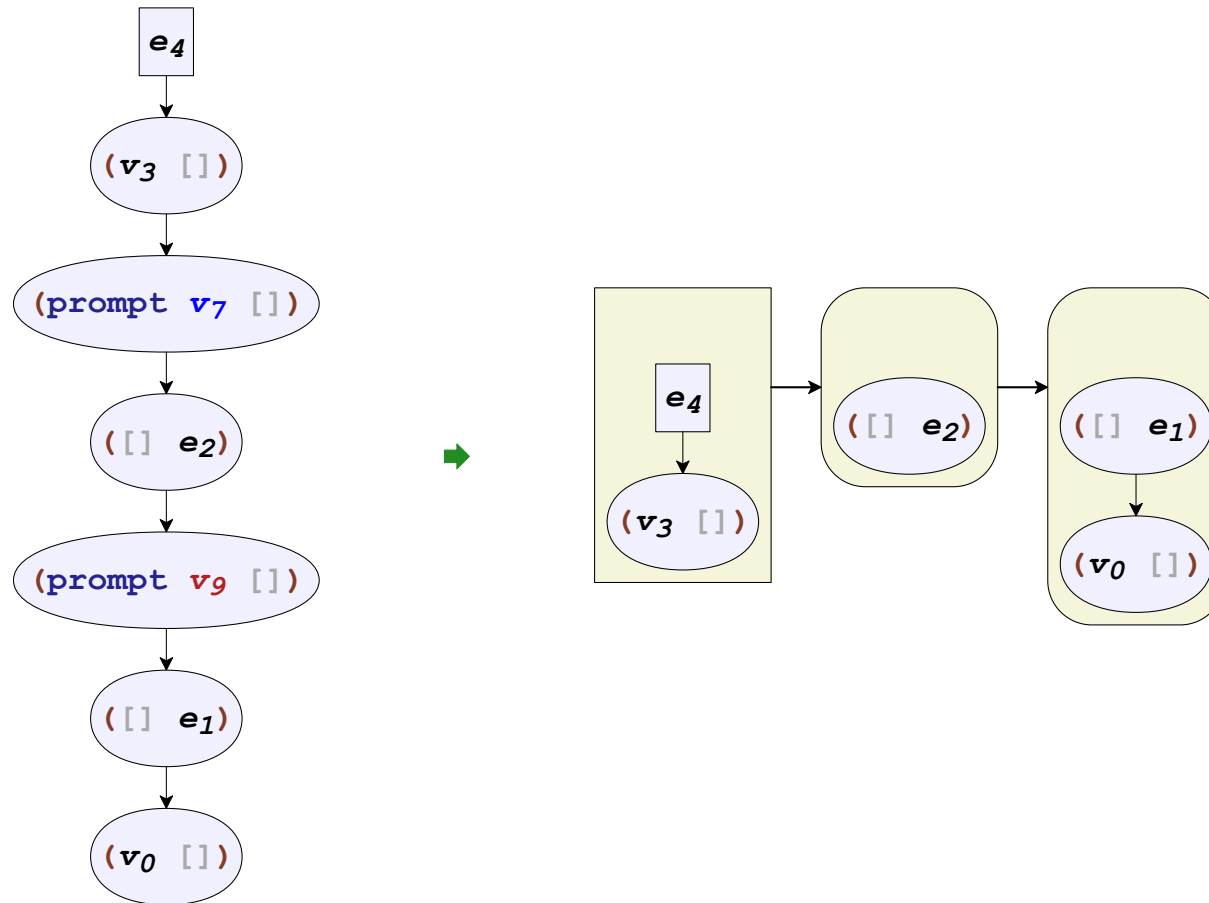 e4
(v3 [])
(prompt v7 [])
([] e2)
(prompt v9 [])
([] e1)
(v0 [])
e4
(v3 [])
([] e2)
([] e1)
(v0 [])